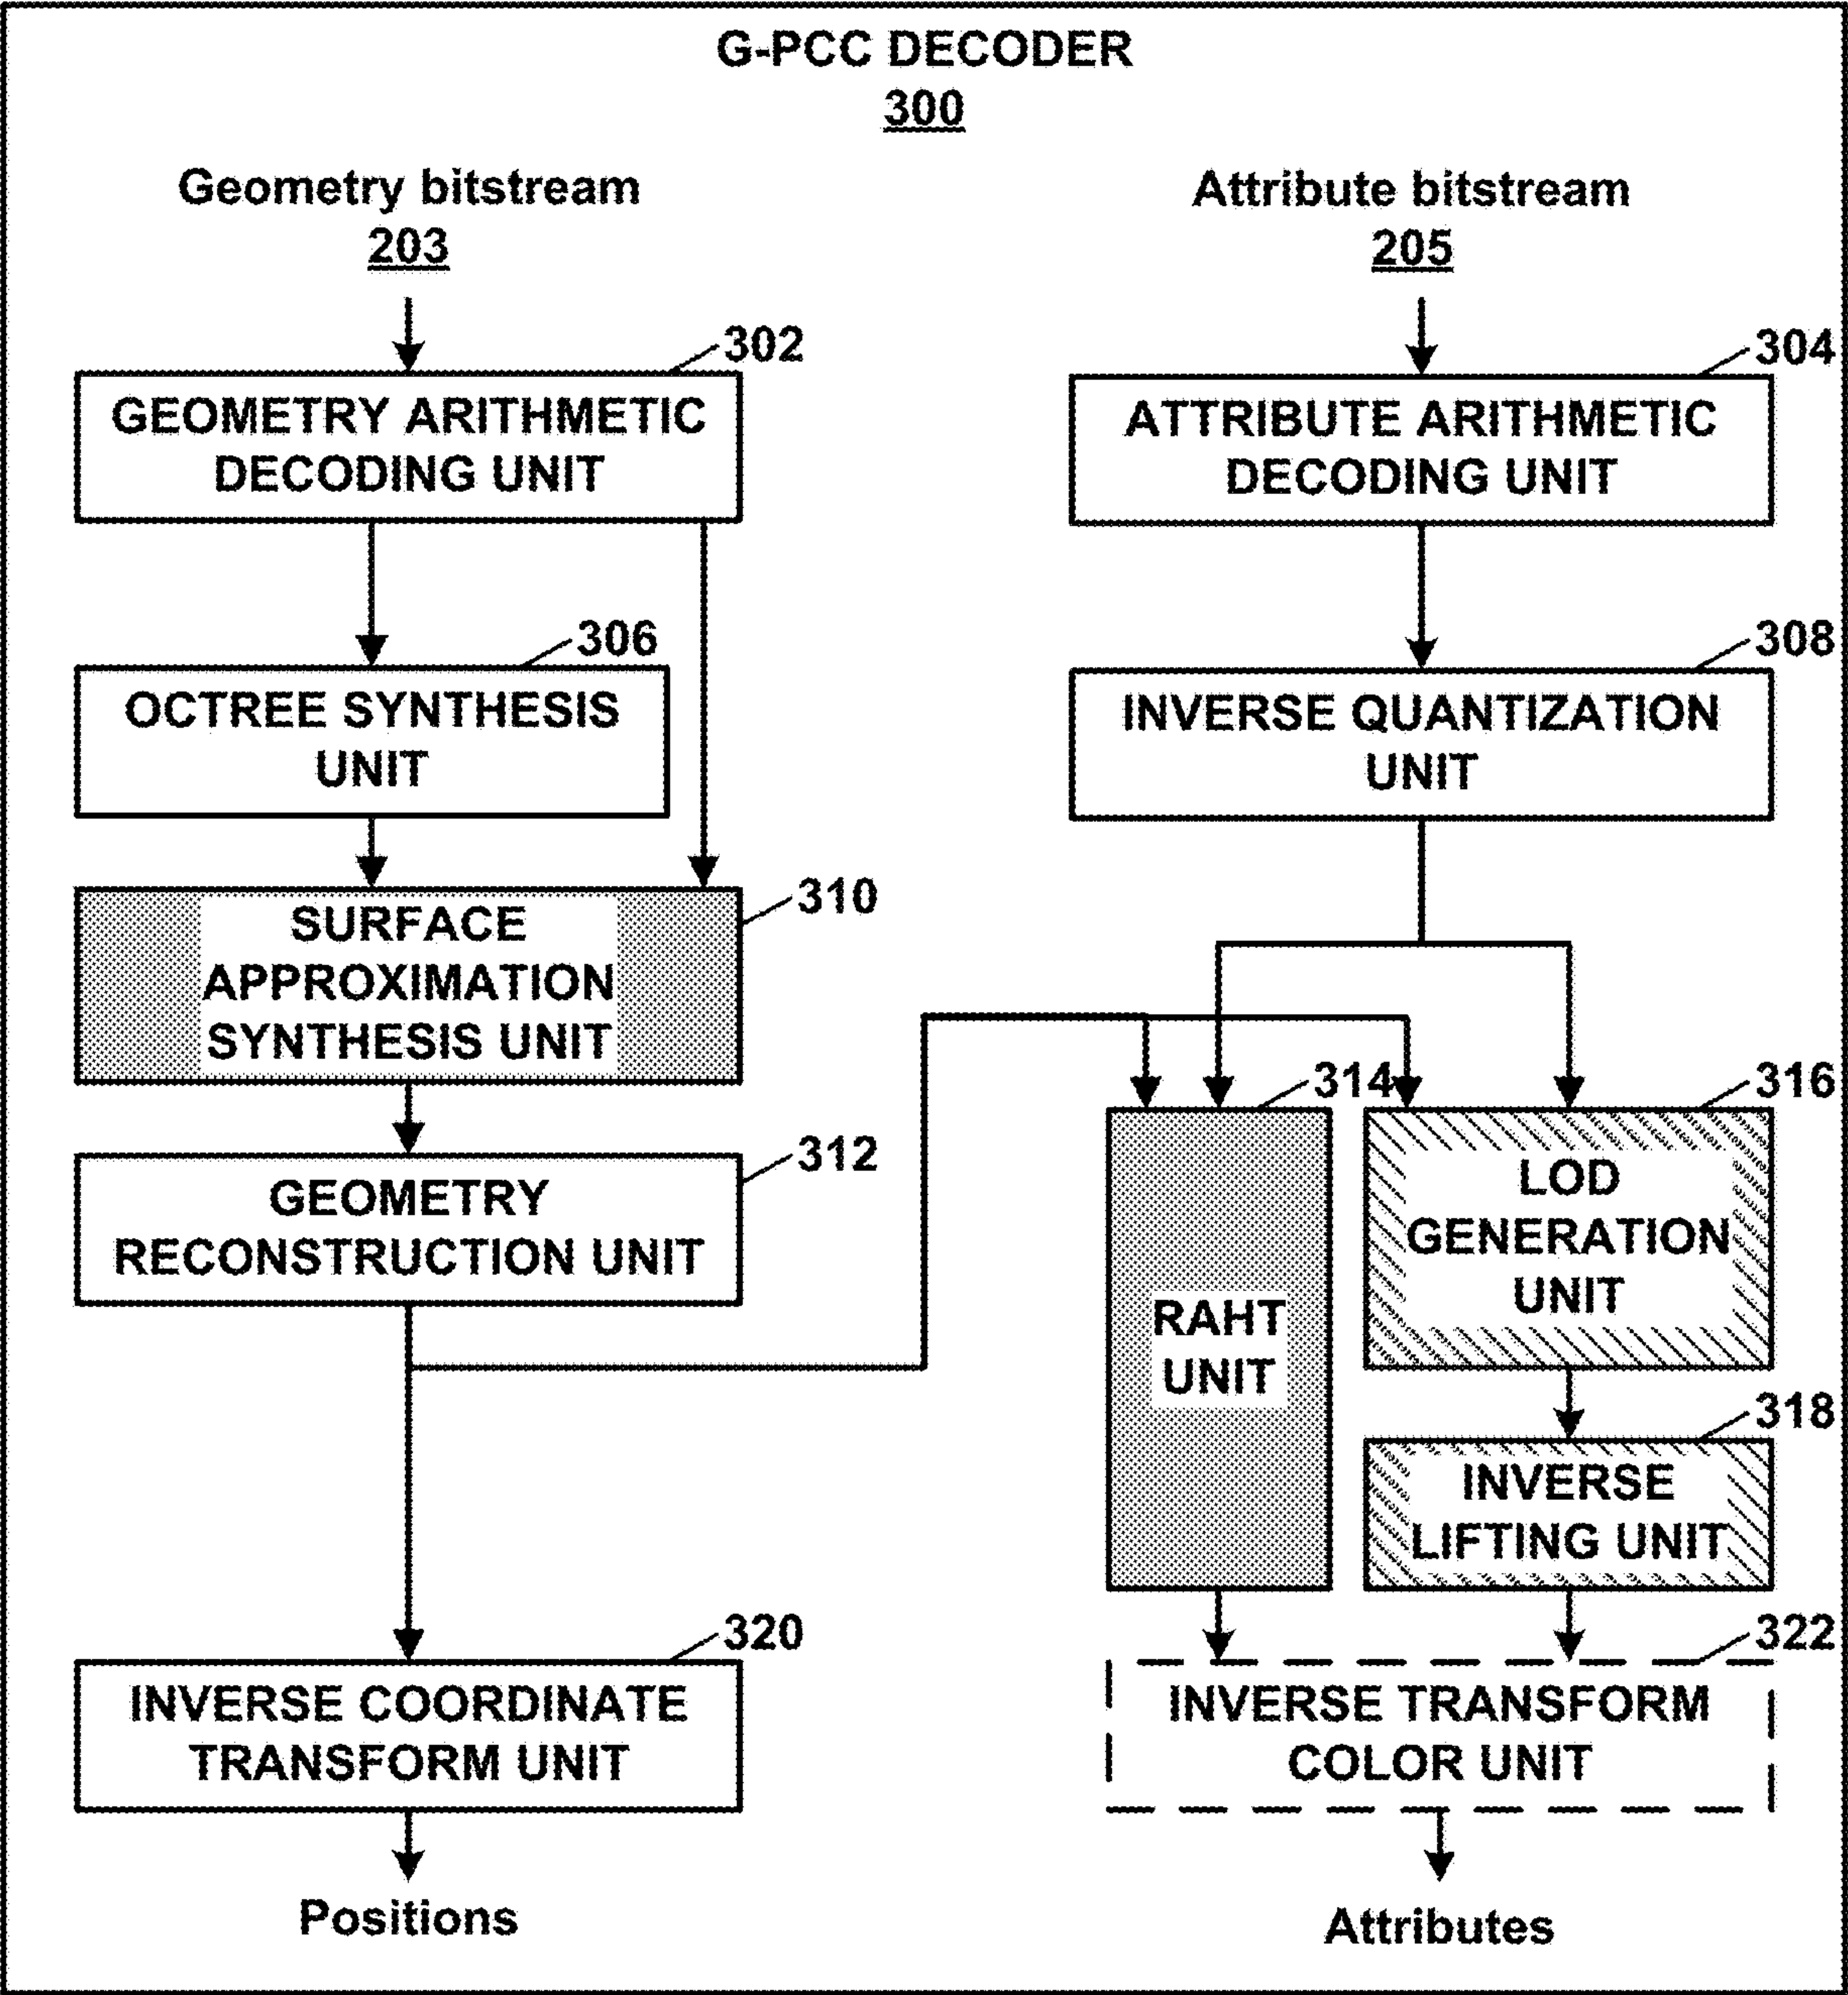 G-PCC DECODER
300
Geometry bitstream
203
Attribute bitstream
205
302
GEOMETRY ARITHMETIC
DECODING UNIT
304
ATTRIBUTE ARITHMETIC
DECODING UNIT
306
OCTREE SYNTHESIS
UNIT
308
INVERSE QUANTIZATION
UNIT
310
SURFACE
APPROXIMATION
SYNTHESIS UNIT
312
GEOMETRY
RECONSTRUCTION UNIT
314
RAHT
UNIT
316
LOD
GENERATION
UNIT
318
INVERSE
LIFTING UNIT
320
INVERSE COORDINATE
TRANSFORM UNIT
322
INVERSE TRANSFORM
COLOR UNIT
Positions
Attributes